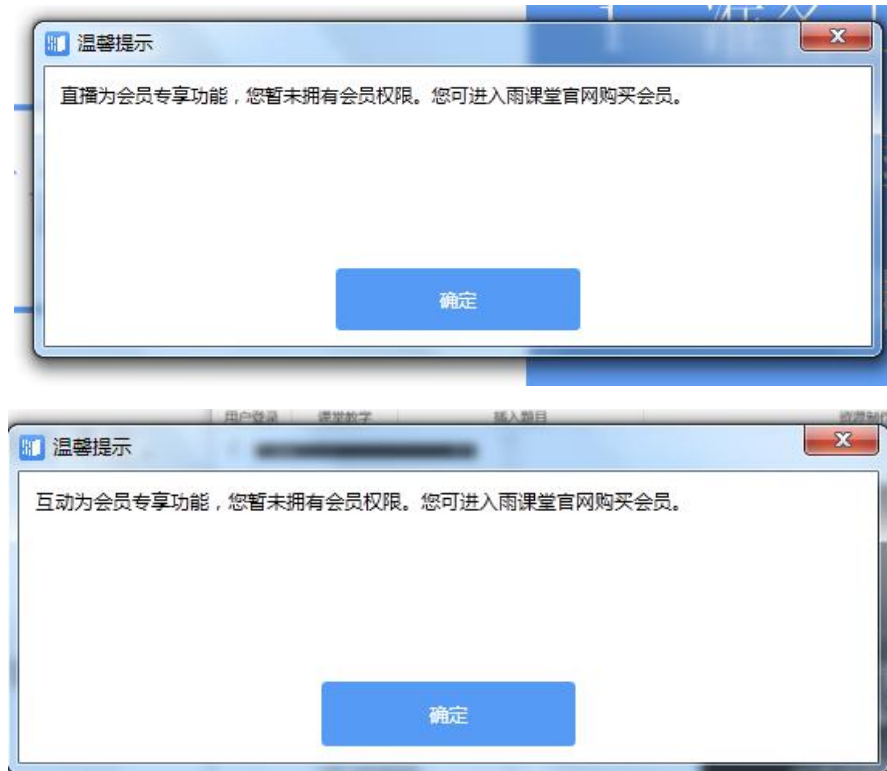 温馨提示
直播为会员专享功能，您暂未拥有会员权限。您可进入雨课堂官网购买会员。
确定
用户登录 课堂教学 插入题目
温馨提示
互动为会员专享功能，您暂未拥有会员权限。您可进入雨课堂官网购买会员。
确定